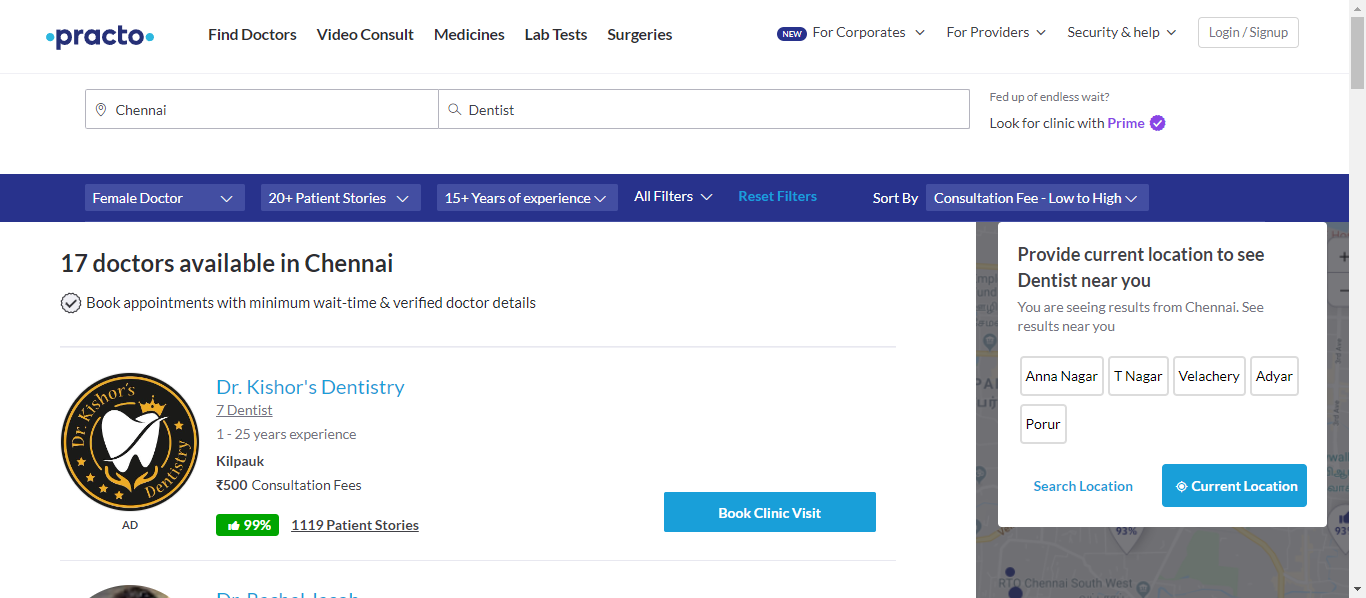 practo
Find Doctors
Video Consult
Medicines
Lab Tests
Surgeries
NEW
For Corporates
For Providers
Security & help
Login / Signup
Chennai
Dentist
Fed up of endless wait?
Look for clinic with Prime
Female Doctor
20+ Patient Stories
15+ Years of experience
All Filters
Reset Filters
Sort By
Consultation Fee - Low to High
17 doctors available in Chennai
Book appointments with minimum wait-time & verified doctor details
Dr. Kishor's
Dentistry
AD
Dr. Kishor's Dentistry
7 Dentist
1 - 25 years experience
Kilpauk
₹500 Consultation Fees
99%
1119 Patient Stories
Book Clinic Visit
Provide current location to see
Dentist near you
You are seeing results from Chennai. See
results near you
Anna Nagar
T Nagar
Velachery
Adyar
Porur
Search Location
Current Location
93%
RTO Chennai South West
3rd Ave